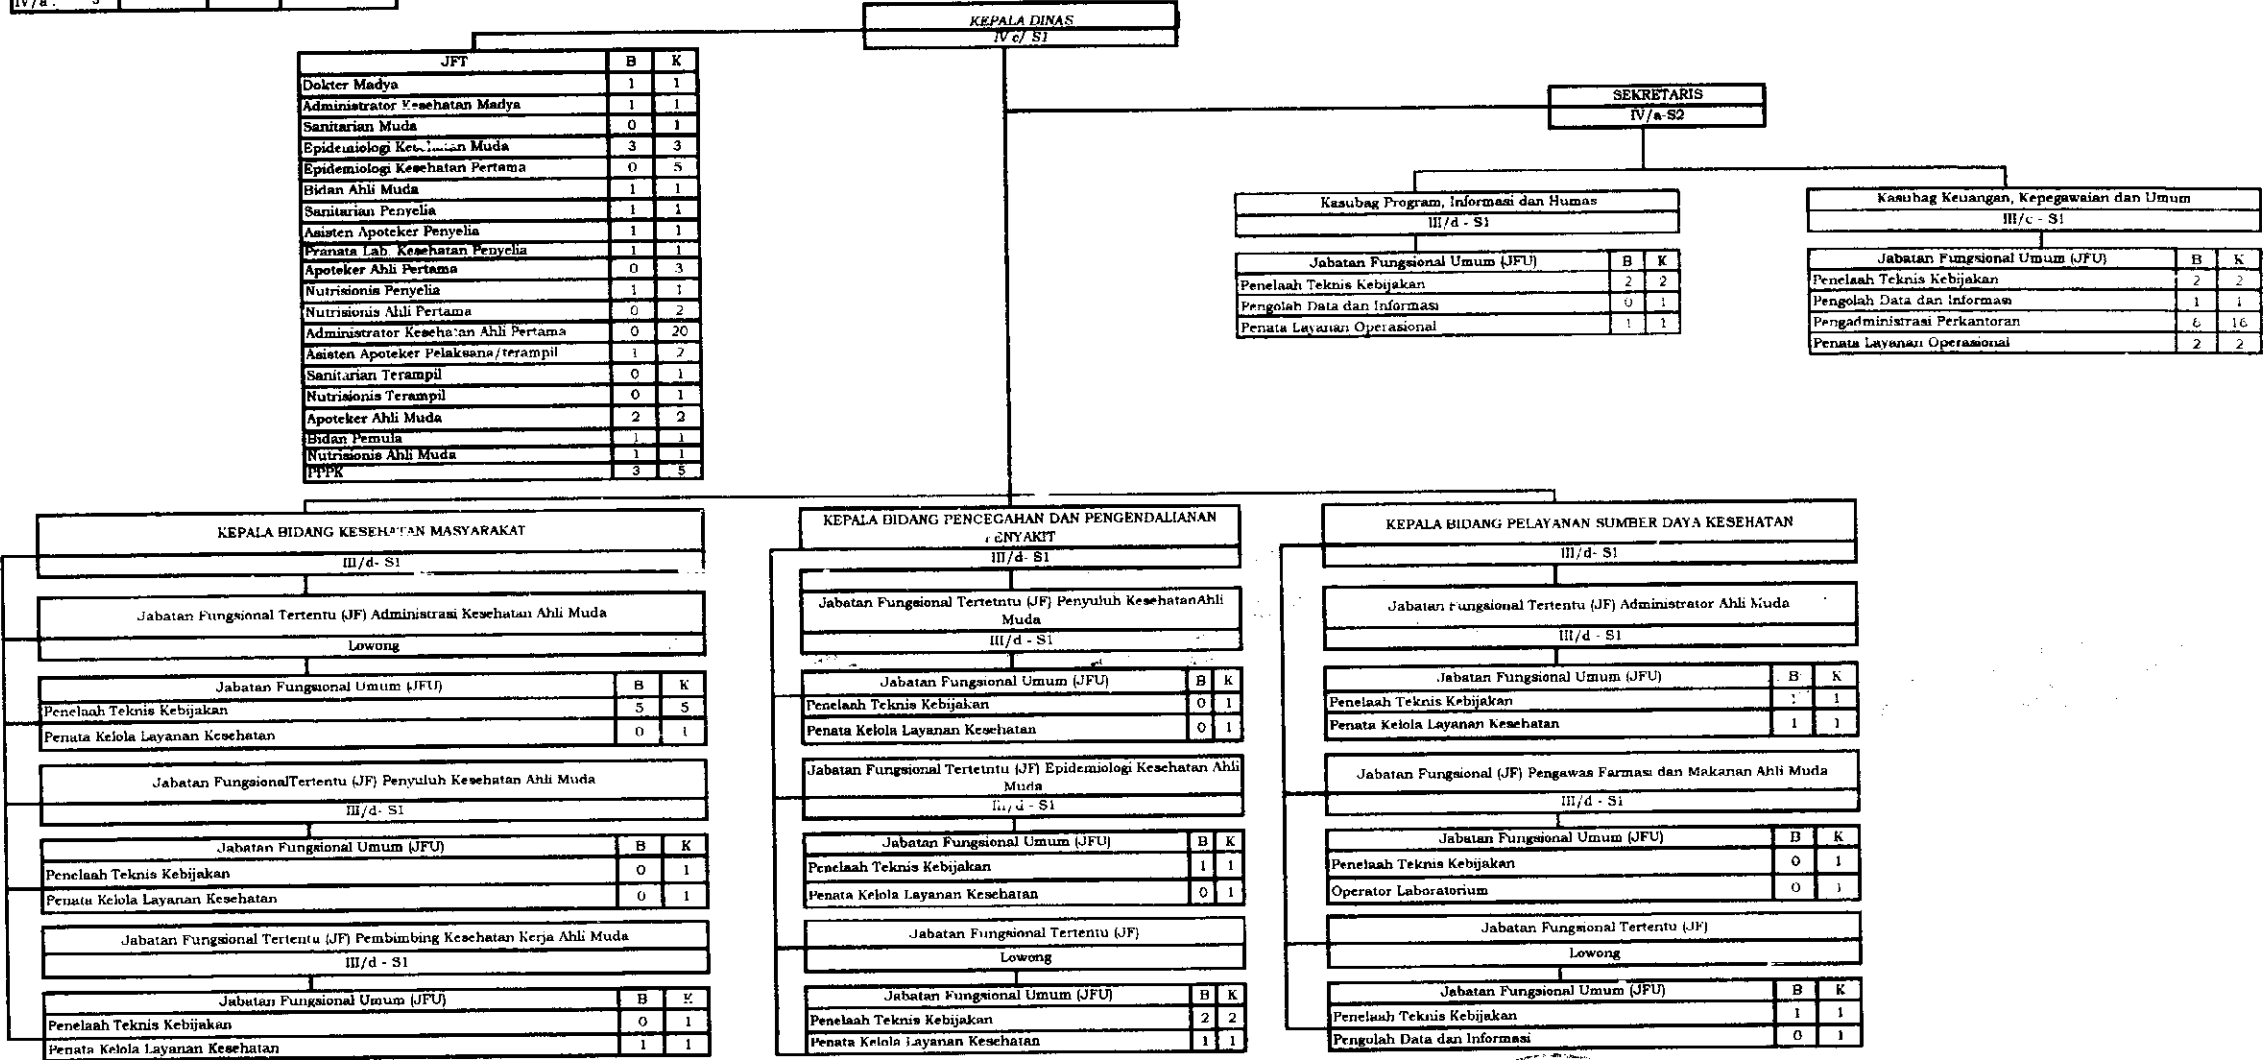 IV/a : 3
KEPALA DINAS
IV c/ S1
JFT B K
Dokter Madya 1 1
Administrator Kesehatan Madya 1 1
Sanitarian Muda 0 1
Epidemiologi Muda 3 3
Epidemiologi Kesehatan Pertama 0 5
Bidan Ahli Muda 1 1
Sanitarian Penyelia 1 1
Asisten Apoteker Penyelia 1 1
Pranata Lab. Kesehatan Penyelia 1 1
Apoteker Ahli Pertama 0 3
Nutrisionis Penyelia 1 1
Nutrisionis Ahli Pertama 0 2
Administrator Kesehatan Ahli Pertama 0 20
Asisten Apoteker Pelaksana/terampil 1 2
Sanitarian Terampil 0 1
Nutrisionis Terampil 0 1
Apoteker Ahli Muda 2 2
Bidan Pemula 1 1
Nutrisionis Ahli Muda 1 1
PPPK 3 5
SEKRETARIS
IV/a-S2
Kasubag Program, Informasi dan Humas
III/d - S1
Jabatan Fungsional Umum (JFU) B K
Penelaah Teknis Kebijakan 2 2
Pengolah Data dan Informasi 0 1
Penata Layanan Operasional 1 1
Kasubag Keuangan, Kepegawaian dan Umum
III/c - S1
Jabatan Fungsional Umum (JFU) B K
Penelaah Teknis Kebijakan 2 2
Pengolah Data dan Informasi 1 1
Pengadministrasi Perkantoran 16
Penata Layanan Operasional 2 2
KEPALA BIDANG KESEHATAN MASYARAKAT
III/d- S1
Jabatan Fungsional Tertentu (JF) Administrasi Kesehatan Ahli Muda
Lowong
Jabatan Fungsional Umum (JFU) B K
Penelaah Teknis Kebijakan 5 5
Penata Kelola Layanan Kesehatan 0 1
Jabatan FungsionalTertentu (JF) Penyuluh Kesehatan Ahli Muda
III/d- S1
Jabatan Fungsional Umum (JFU) B K
Penelaah Teknis Kebijakan 0 1
Penata Kelola Layanan Kesehatan 0 1
Jabatan Fungsional Tertentu (JF) Pembimbing Kesehatan Kerja Ahli Muda
III/d - S1
Jabatan Fungsional Umum (JFU) B K
Penelaah Teknis Kebijakan 0 1
Penata Kelola Layanan Kesehatan 1 1
KEPALA BIDANG PENCEGAHAN DAN PENGENDALIANAN
PENYAKIT
III/d- S1
Jabatan Fungsional Tertetntu (JF) Penyuluh KesehatanAhli
Muda
III/d - S1
Jabatan Fungsional Umum (JFU) B K
Penelaah Teknis Kebijakan 0 1
Penata Kelola Layanan Kesehatan 0 1
Jabatan Fungsional Tertetntu (JF) Epidemiologi Kesehatan Ahli
Muda
III/d - S1
Jabatan Fungsional Umum (JFU) B K
Penelaah Teknis Kebijakan 1 1
Penata Kelola Layanan Kesehatan 0 1
Jabatan Fungsional Tertentu (JF)
Lowong
Jabatan Fungsional Umum (JFU) B K
Penelaah Teknis Kebijakan 2 2
Penata Kelola Layanan Kesehatan 1 1
KEPALA BIDANG PELAYANAN SUMBER DAYA KESEHATAN
III/d- S1
Jabatan Fungsional Tertentu (JF) Administrator Ahli Muda
III/d - S1
Jabatan Fungsional Umum (JFU) B K
Penelaah Teknis Kebijakan 1 1
Penata Kelola Layanan Kesehatan 1 1
Jabatan Fungsional (JF) Pengawas Farmasi dan Makanan Ahli Muda
III/d - S1
Jabatan Fungsional Umum (JFU) B K
Penelaah Teknis Kebijakan 0 1
Operator Laboratorium 0 1
Jabatan Fungsional Tertentu (JF)
Lowong
Jabatan Fungsional Umum (JFU) B K
Penelaah Teknis Kebijakan 1 1
Pengolah Data dan Informasi 0 1